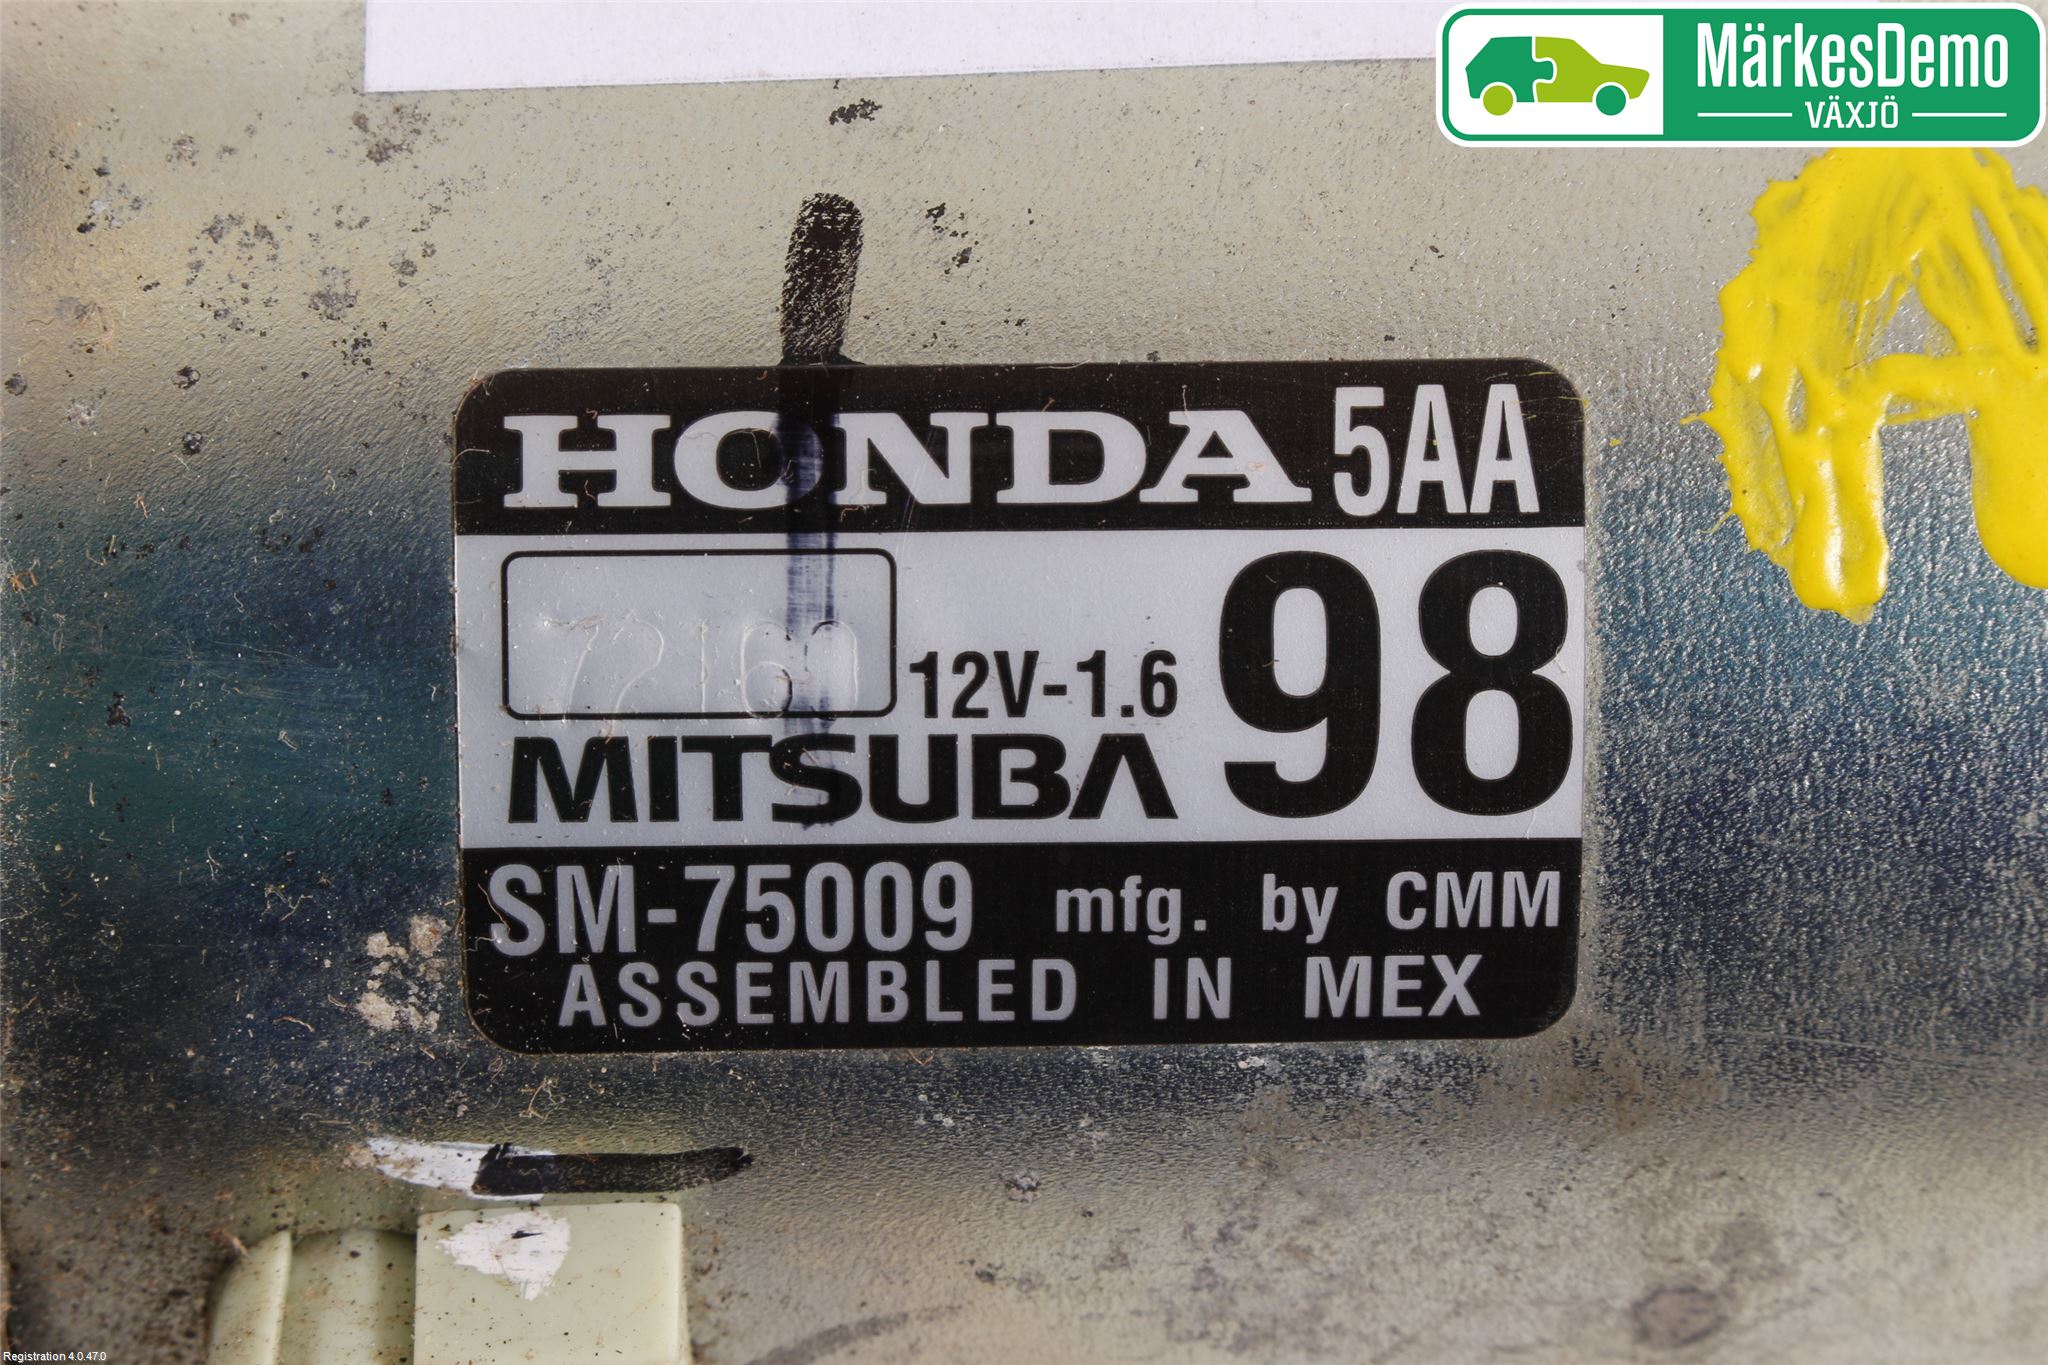 MärkesDemo
VÄXJÖ
HONDA 5AA
12V-1.6 98
MITSUBA
SM-75009 mfg. by CMM
ASSEMBLED IN MEX
Registration 4.0.47.0